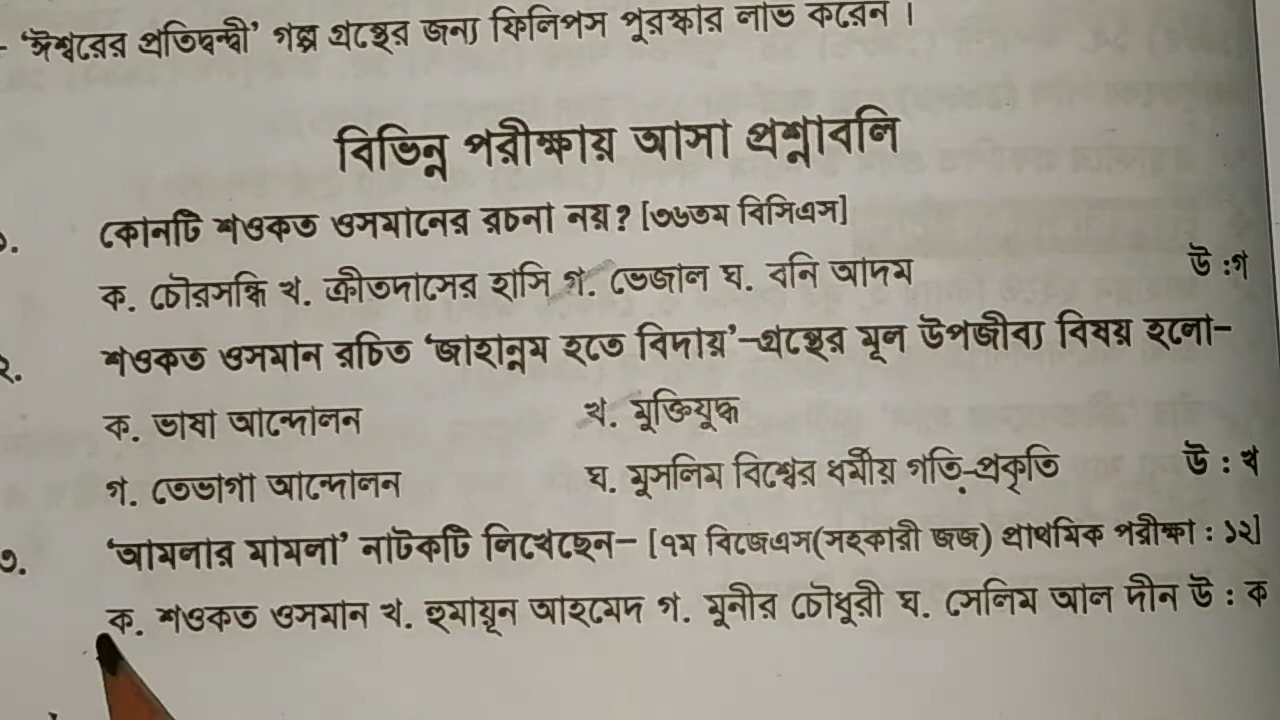 - ‘ঈশ্বরের প্রতিদ্বন্দ্বী’ গল্প গ্রন্থের জন্য ফিলিপস পুরস্কার লাভ করেন ।
বিভিন্ন পরীক্ষায় আসা প্রশ্নাবলি
১. কোনটি শওকত ওসমানের রচনা নয়? [৩৬তম বিসিএস]
ক. চৌরসন্ধি খ. ক্রীতদাসের হাসি গ. ভেজাল ঘ. বনি আদম উ :গ
২. শওকত ওসমান রচিত ‘জাহান্নম হতে বিদায়’-গ্রন্থের মূল উপজীব্য বিষয় হলো-
ক. ভাষা আন্দোলন খ. মুক্তিযুদ্ধ
গ. তেভাগা আন্দোলন ঘ. মুসলিম বিশ্বের ধর্মীয় গতি-প্রকৃতি উ : খ
৩. ‘আমলার মামলা’ নাটকটি লিখেছেন- [৭ম বিজেএস(সহকারী জজ) প্রাথমিক পরীক্ষা : ১২]
ক. শওকত ওসমান খ. হুমায়ূন আহমেদ গ. মুনীর চৌধুরী ঘ. সেলিম আল দীন উ : ক